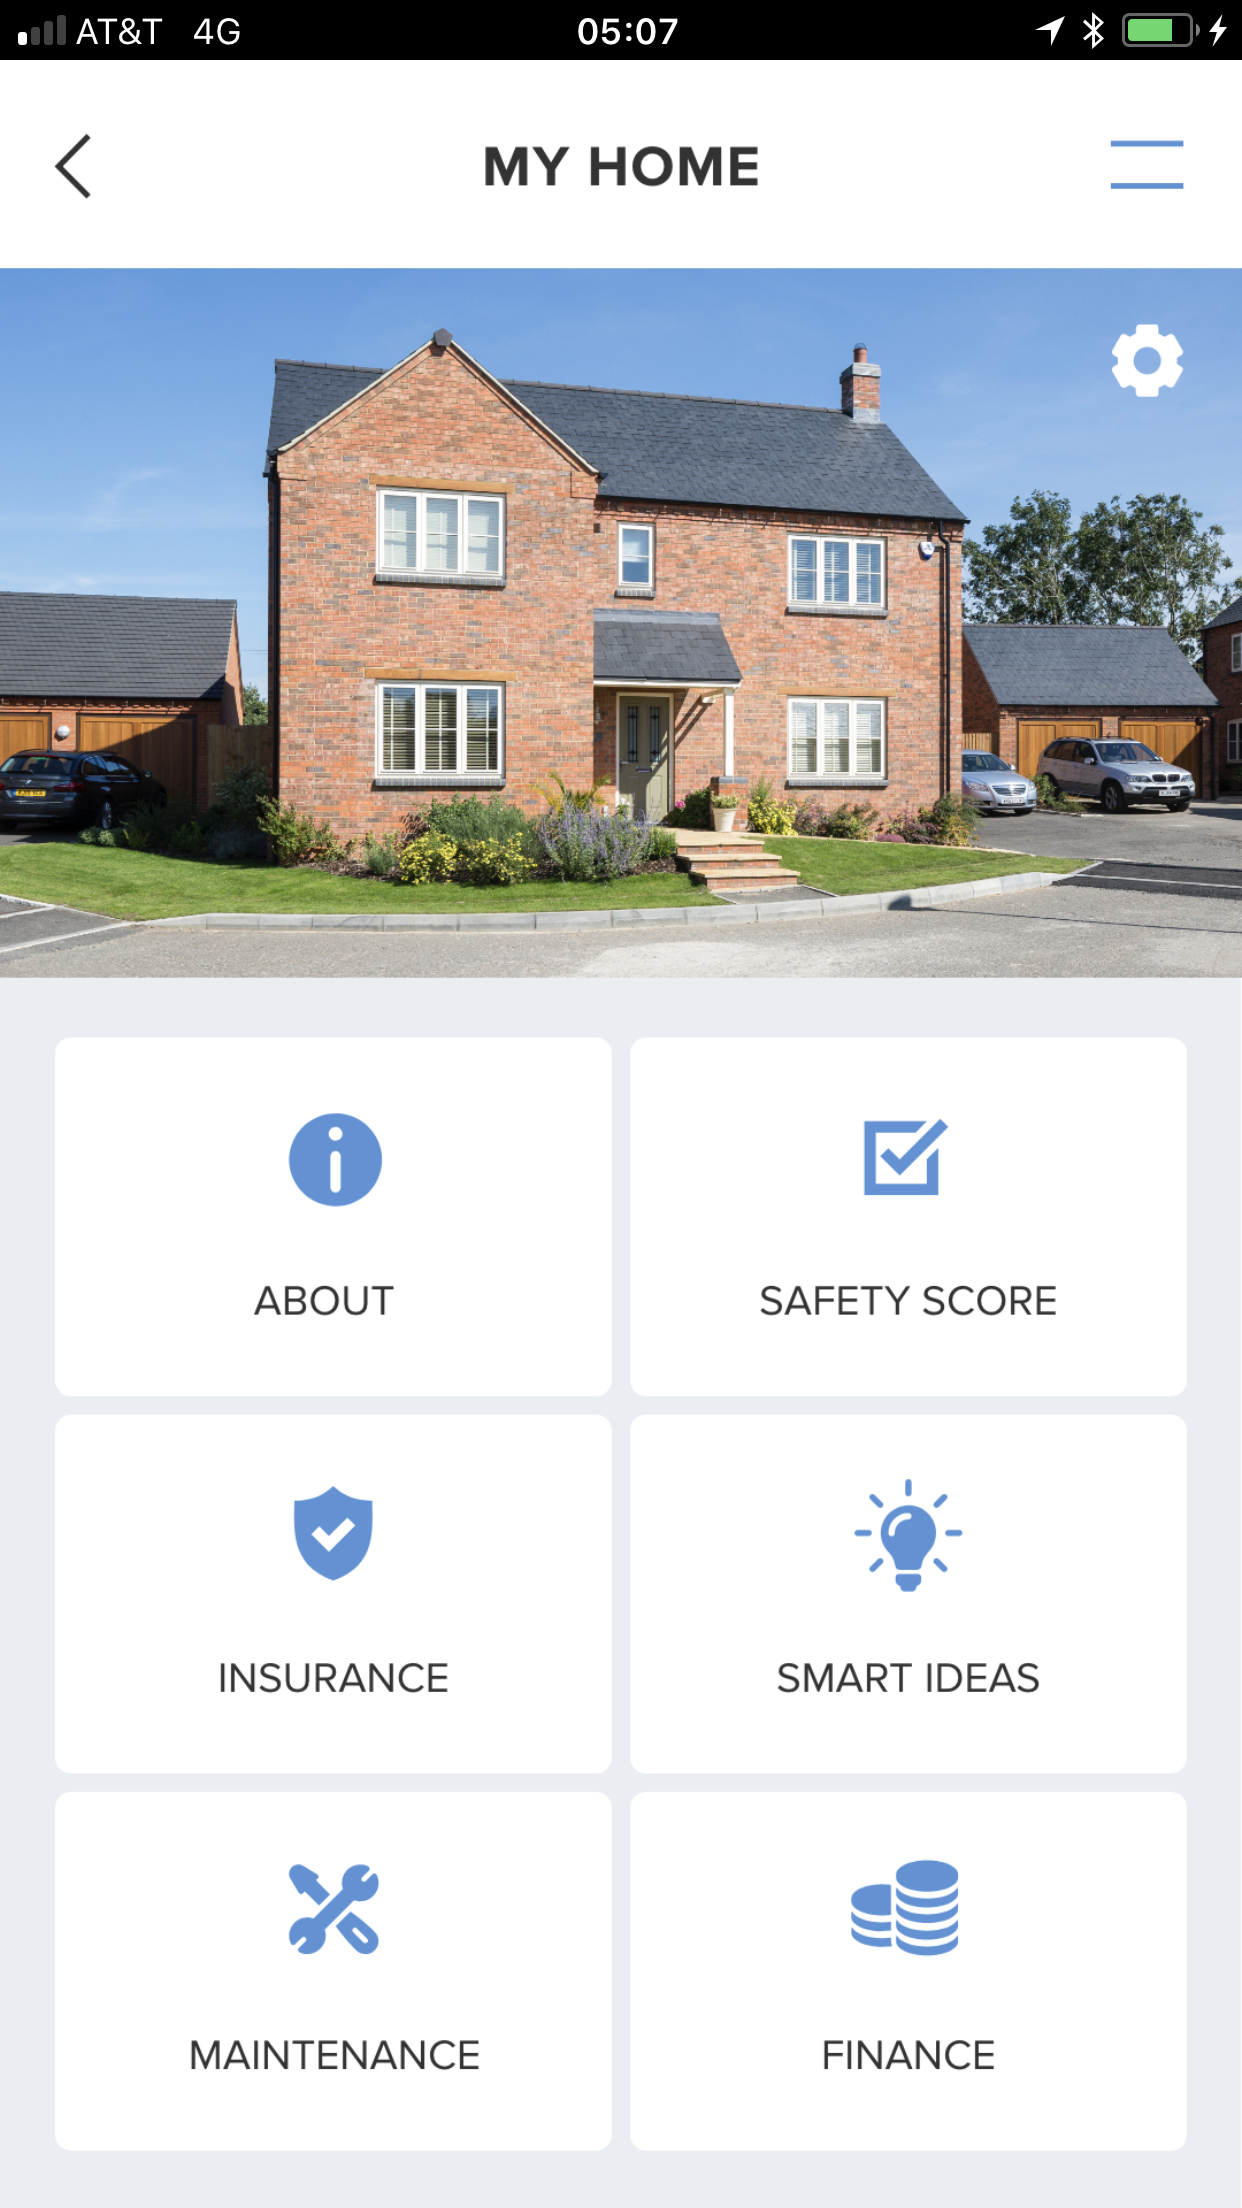 AT&T 4G 05:07
MY HOME
ABOUT
SAFETY SCORE
INSURANCE
SMART IDEAS
MAINTENANCE
FINANCE